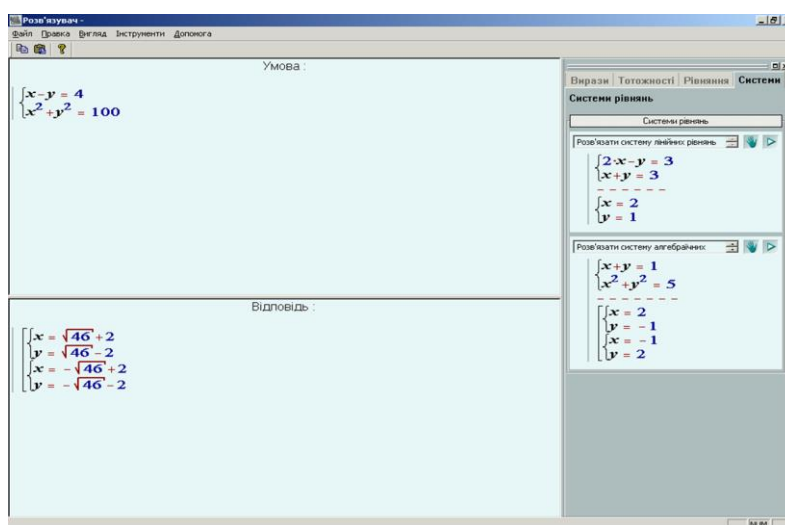 Розв'язувач -
Файл Правка Вигляд Інструменти Допомога
Умова :
x-y = 4
x²+y² = 100
Відповідь :
x = √46+2
y = √46-2
x = -√46+2
y = -√46-2
Вирази Тотожності Рівняння Системи
Системи рівнянь
Системи рівнянь
Розв'язати систему лінійних рівнянь
2·x-y = 3
x+y = 3
- - - - - -
x = 2
y = 1
Розв'язати систему алгебраїчних
x+y = 1
x²+y² = 5
- - - - - - -
x = 2
y = -1
x = -1
y = 2
NUM